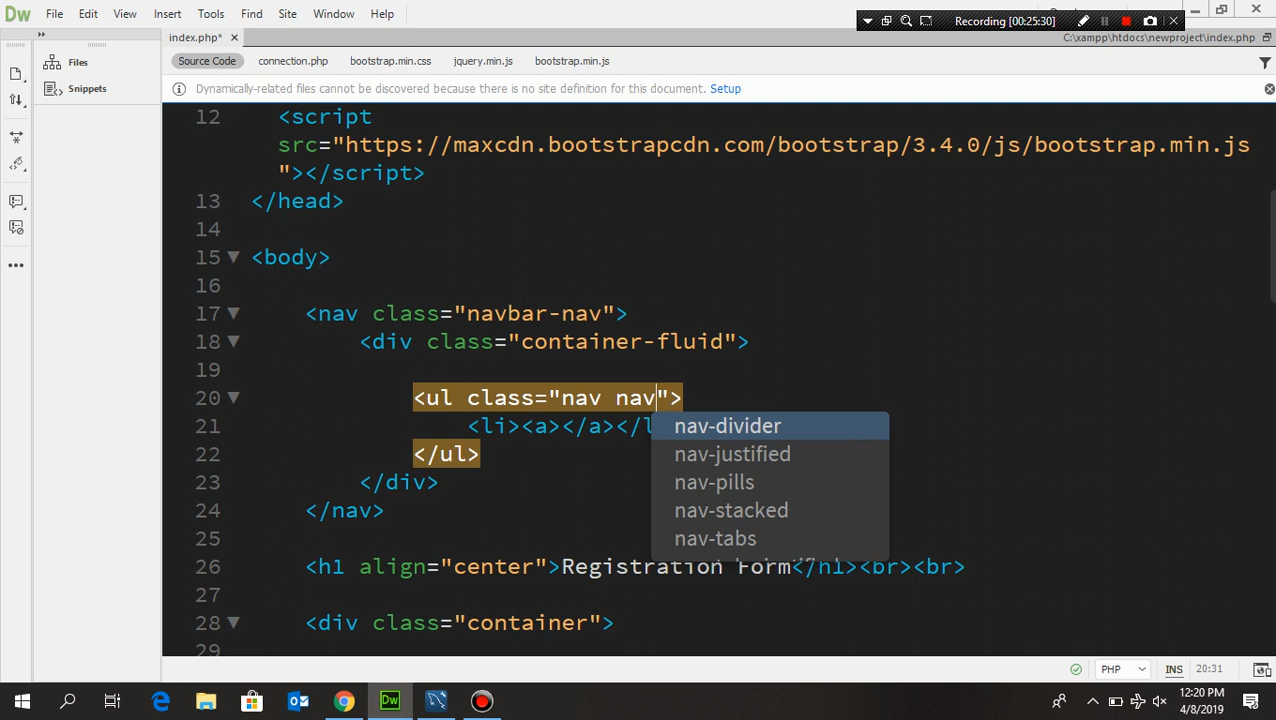 Dw File Edit View Insert Tools Find Site Window Help
Recording [00:25:30]
index.php*
C:\xampp\htdocs\newproject\index.php
Source Code connection.php bootstrap.min.css jquery.min.js bootstrap.min.js
Files
Snippets
Dynamically-related files cannot be discovered because there is no site definition for this document. Setup
12 <script
src="https://maxcdn.bootstrapcdn.com/bootstrap/3.4.0/js/bootstrap.min.js
"></script>
13 </head>
14
15 <body>
16
17 <nav class="navbar-nav">
18 <div class="container-fluid">
19
20 <ul class="nav nav">
21 <li><a></a></l
nav-divider
nav-justified
nav-pills
nav-stacked
nav-tabs
22 </ul>
23 </div>
24 </nav>
25
26 <h1 align="center">Registration Form</h1><br><br>
27
28 <div class="container">
29
PHP INS 20:31
Dw
12:20 PM
4/8/2019